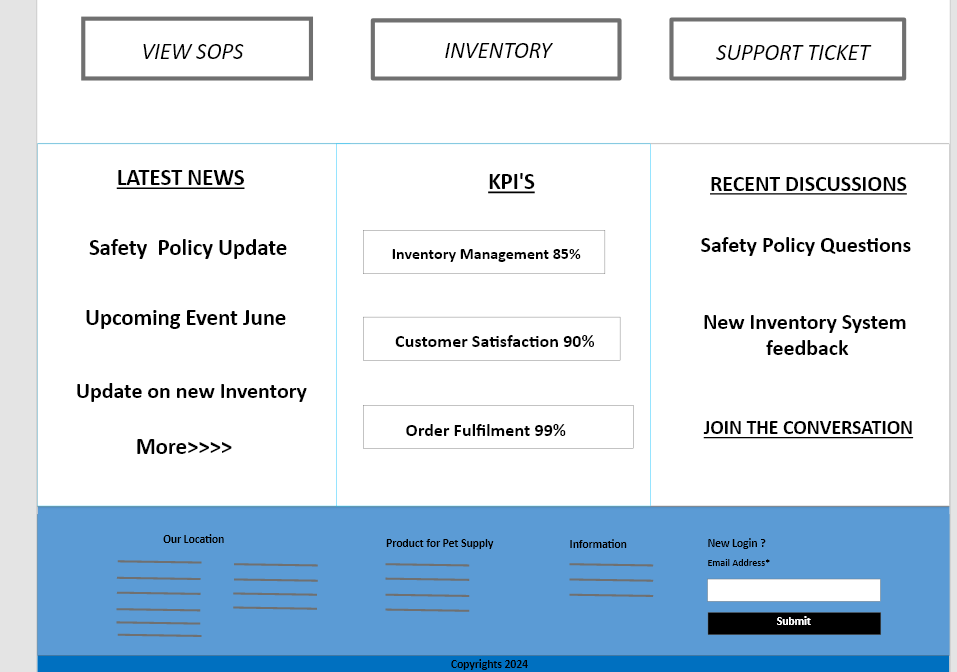 VIEW SOPS
INVENTORY
SUPPORT TICKET
LATEST NEWS
Safety  Policy Update
Upcoming Event June
Update on new Inventory
More>>>>
KPI'S
Inventory Management 85%
Customer Satisfaction 90%
Order Fulfilment 99%
RECENT DISCUSSIONS
Safety Policy Questions
New Inventory System
feedback
JOIN THE CONVERSATION
Our Location
Product for Pet Supply
Information
New Login ?
Email Address*
Submit
Copyrights 2024